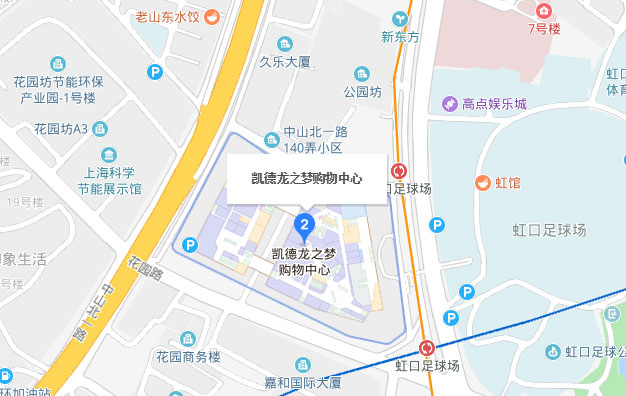 老山东水饺
7号楼
新东方
久乐大厦
虹口
体育
花园坊节能环保
产业园-1号楼
公园坊
高点娱乐城
花园坊A3
中山北一路
140弄小区
上海科学
节能展示馆
凯德龙之梦购物中心
口足球场
虹馆
19号楼
2
虹口足球场
凯德龙之梦
购物中心
象生活
花园路
中山北一路
花园商务楼
虹口足球场
虹口足球公
嘉和国际大厦
环加油站
P
P
P
P
P
P